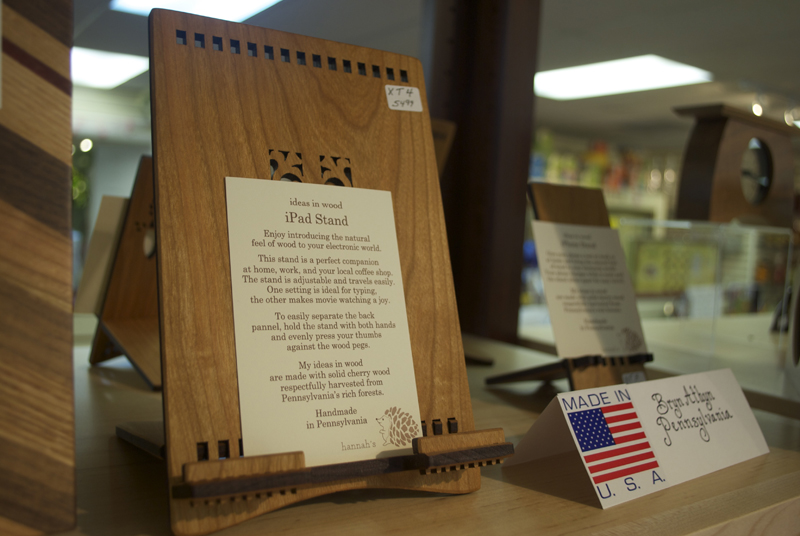 XT4
54.99
ideas in wood
iPad Stand
Enjoy introducing the natural
feel of wood to your electronic world.
This stand is a perfect companion
at home, work, and your local coffee shop.
The stand is adjustable and travels easily.
One setting is ideal for typing,
the other makes movie watching a joy.
To easily separate the back
pannel, hold the stand with both hands
and evenly press your thumbs
against the wood pegs.
My ideas in wood
are made with solid cherry wood
respectfully harvested from
Pennsylvania's rich forests.
Handmade
in Pennsylvania
hannah's
MADE IN
U. S. A.
Bryn Athyn
Pennsylvania